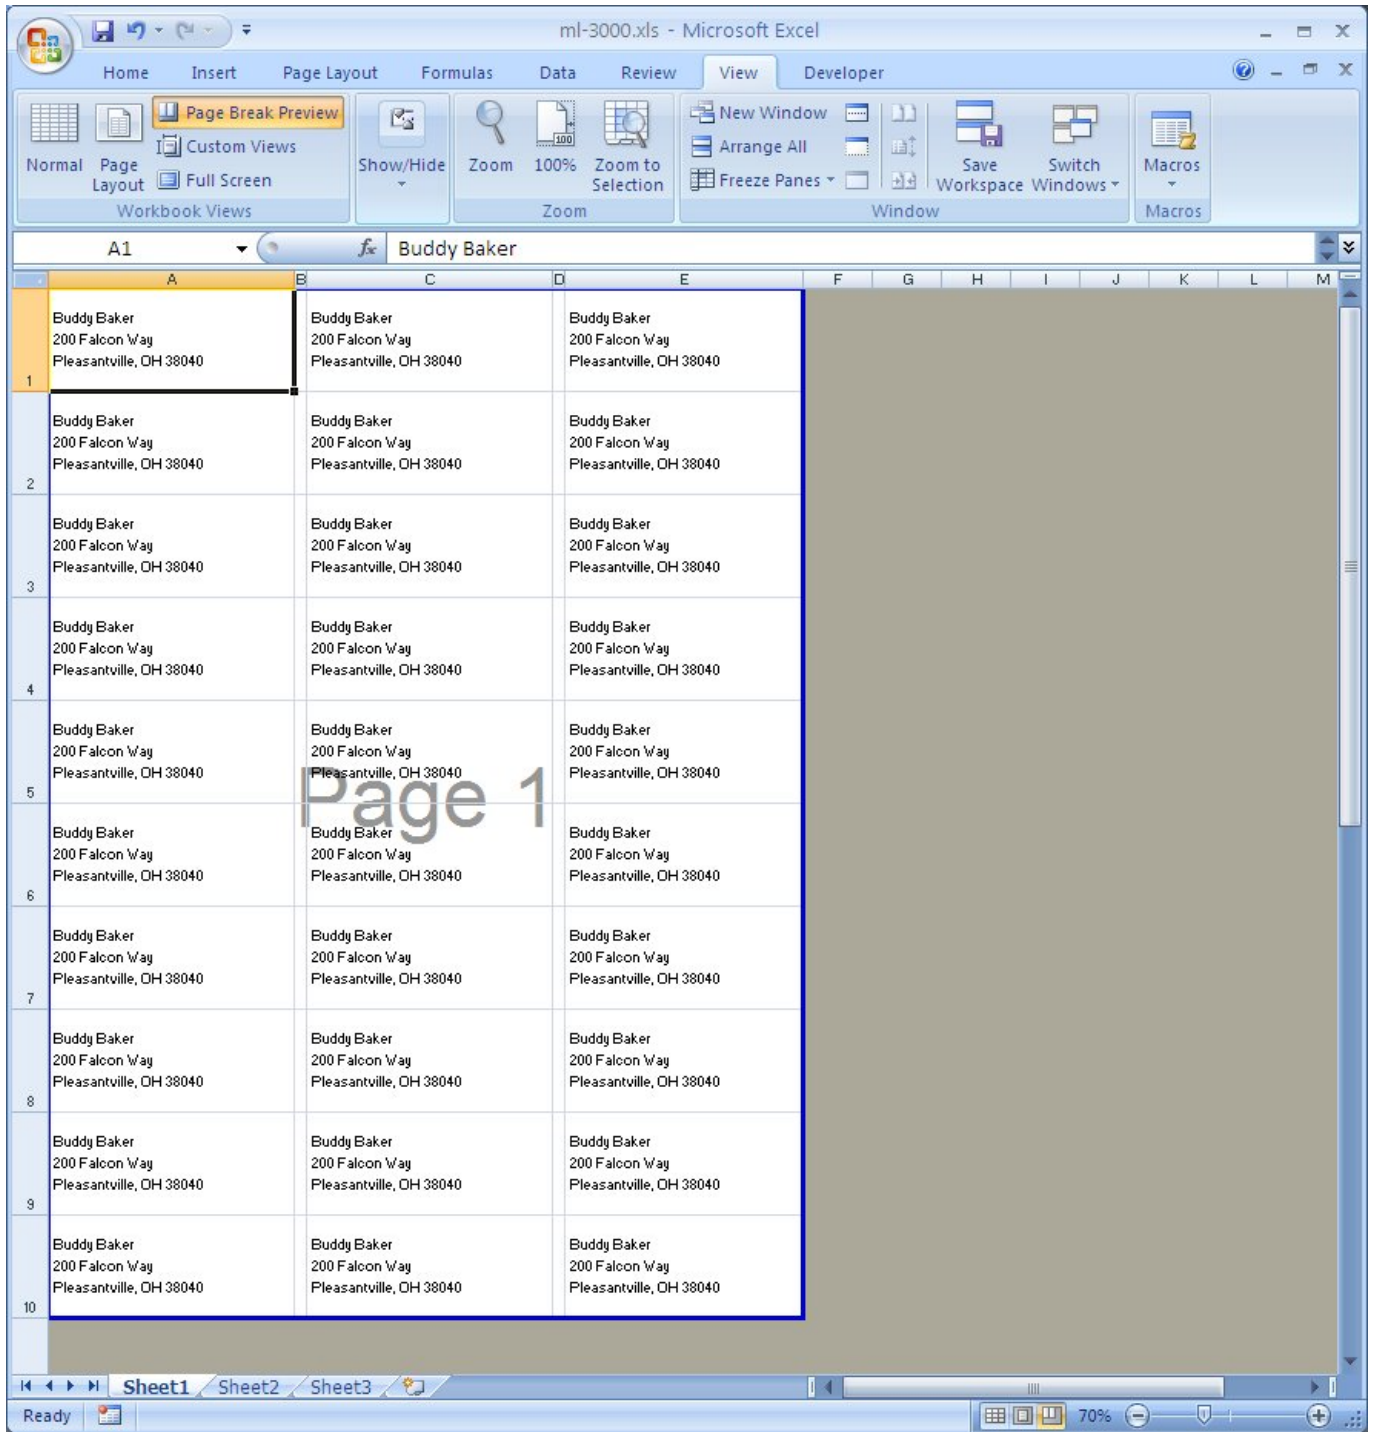 ml-3000.xls - Microsoft Excel
Home Insert Page Layout Formulas Data Review View Developer
Normal
Page Layout
Page Break Preview
Custom Views
Full Screen
Workbook Views
Show/Hide
Zoom
100
100%
Zoom to Selection
Zoom
New Window
Arrange All
Freeze Panes
Save Workspace
Switch Windows
Window
Macros
Macros
A1 fx Buddy Baker
A B C D E F G H I J K L M
1
Buddy Baker Buddy Baker Buddy Baker
200 Falcon Way 200 Falcon Way 200 Falcon Way
Pleasantville, OH 38040 Pleasantville, OH 38040 Pleasantville, OH 38040
2
Buddy Baker Buddy Baker Buddy Baker
200 Falcon Way 200 Falcon Way 200 Falcon Way
Pleasantville, OH 38040 Pleasantville, OH 38040 Pleasantville, OH 38040
3
Buddy Baker Buddy Baker Buddy Baker
200 Falcon Way 200 Falcon Way 200 Falcon Way
Pleasantville, OH 38040 Pleasantville, OH 38040 Pleasantville, OH 38040
4
Buddy Baker Buddy Baker Buddy Baker
200 Falcon Way 200 Falcon Way 200 Falcon Way
Pleasantville, OH 38040 Pleasantville, OH 38040 Pleasantville, OH 38040
5
Buddy Baker Buddy Baker Buddy Baker
200 Falcon Way 200 Falcon Way 200 Falcon Way
Pleasantville, OH 38040 Pleasantville, OH 38040 Pleasantville, OH 38040
Page 1
6
Buddy Baker Buddy Baker Buddy Baker
200 Falcon Way 200 Falcon Way 200 Falcon Way
Pleasantville, OH 38040 Pleasantville, OH 38040 Pleasantville, OH 38040
7
Buddy Baker Buddy Baker Buddy Baker
200 Falcon Way 200 Falcon Way 200 Falcon Way
Pleasantville, OH 38040 Pleasantville, OH 38040 Pleasantville, OH 38040
8
Buddy Baker Buddy Baker Buddy Baker
200 Falcon Way 200 Falcon Way 200 Falcon Way
Pleasantville, OH 38040 Pleasantville, OH 38040 Pleasantville, OH 38040
9
Buddy Baker Buddy Baker Buddy Baker
200 Falcon Way 200 Falcon Way 200 Falcon Way
Pleasantville, OH 38040 Pleasantville, OH 38040 Pleasantville, OH 38040
10
Buddy Baker Buddy Baker Buddy Baker
200 Falcon Way 200 Falcon Way 200 Falcon Way
Pleasantville, OH 38040 Pleasantville, OH 38040 Pleasantville, OH 38040
Sheet1 Sheet2 Sheet3
Ready 70%